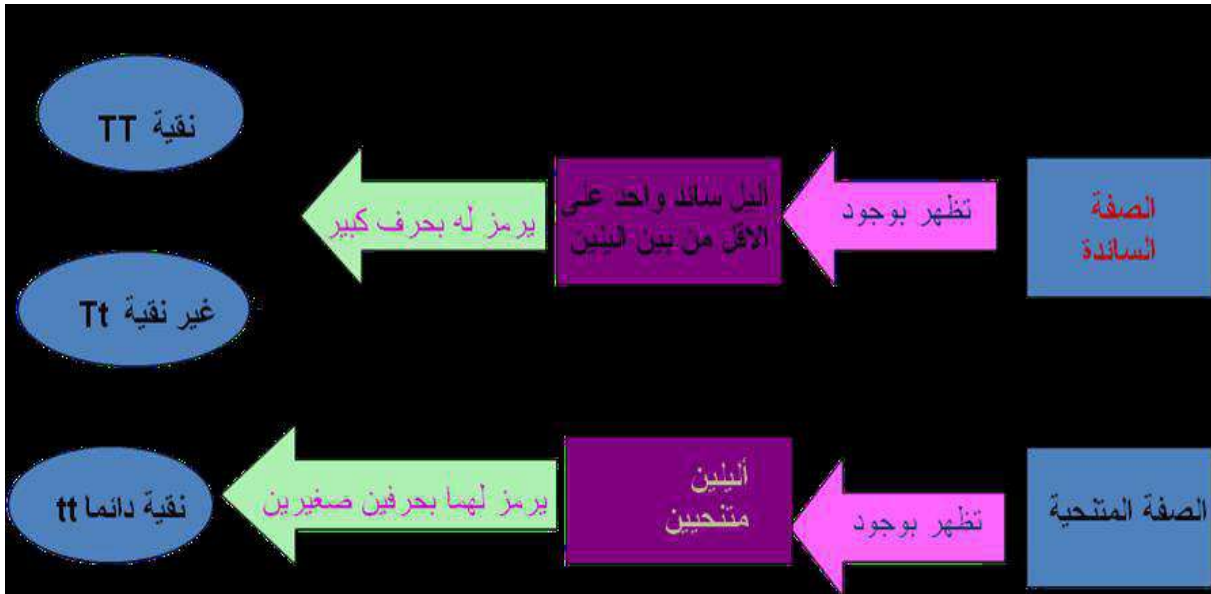 الصفة
السائدة
تظهر بوجود
أليل سائد واحد على
الاقل من بين اليلين
يرمز له بحرف كبير
نقية TT
غير نقية Tt
الصفة المتنحية
تظهر بوجود
أليلين
متنحيين
يرمز لهما بحرفين صغيرين
نقية دائما tt